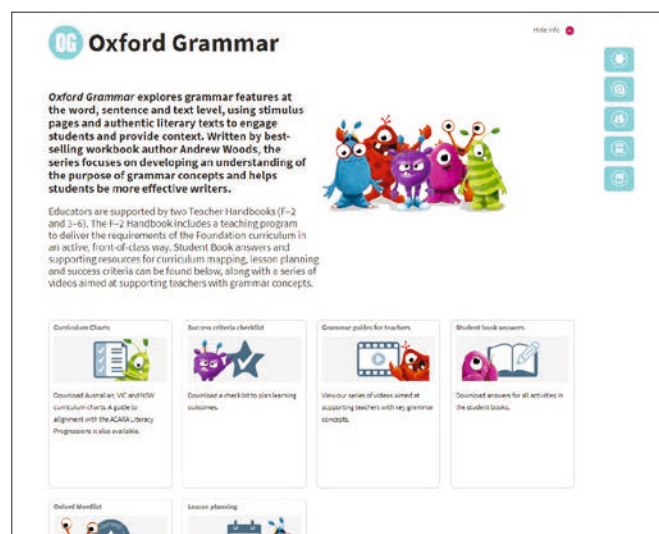 Hide info
OG Oxford Grammar
Oxford Grammar explores grammar features at
the word, sentence and text level, using stimulus
pages and authentic literary texts to engage
students and provide context. Written by best-
selling workbook author Andrew Woods, the
series focuses on developing an understanding of
the purpose of grammar concepts and helps
students be more effective writers.
Educators are supported by two Teacher Handbooks (F–2
and 3–6). The F–2 Handbook includes a teaching program
to deliver the requirements of the Foundation curriculum in
an active, front-of-class way. Student Book answers and
supporting resources for curriculum mapping, lesson planning
and success criteria can be found below, along with a series of
videos aimed at supporting teachers with grammar concepts.
Curriculum Charts
Download Australian, VIC and NSW
curriculum charts. A guide to
alignment with the ACARA Literacy
Progressions is also available.
Success criteria checklist
Download a checklist to plan learning
outcomes.
Grammar guides for teachers
View our series of videos aimed at
supporting teachers with key grammar
concepts.
Student book answers
Download answers for all activities in
the student books.
Oxford Wordlist
Lesson planning